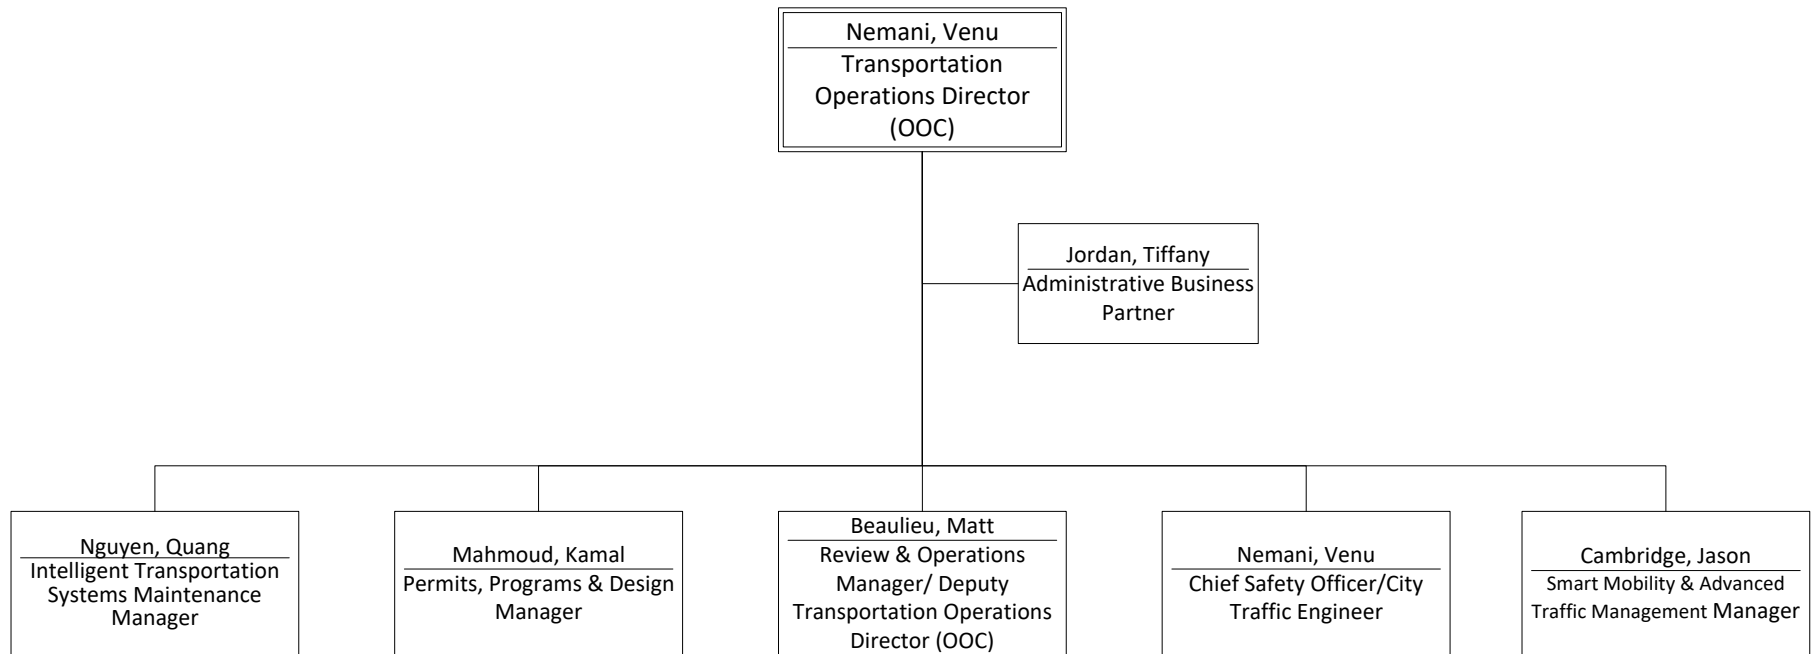 Nemani, Venu
Transportation
Operations Director
(OOC)
Jordan, Tiffany
Administrative Business
Partner
Nguyen, Quang
Intelligent Transportation
Systems Maintenance
Manager
Mahmoud, Kamal
Permits, Programs & Design
Manager
Beaulieu, Matt
Review & Operations
Manager/ Deputy
Transportation Operations
Director (OOC)
Nemani, Venu
Chief Safety Officer/City
Traffic Engineer
Cambridge, Jason
Smart Mobility & Advanced
Traffic Management Manager